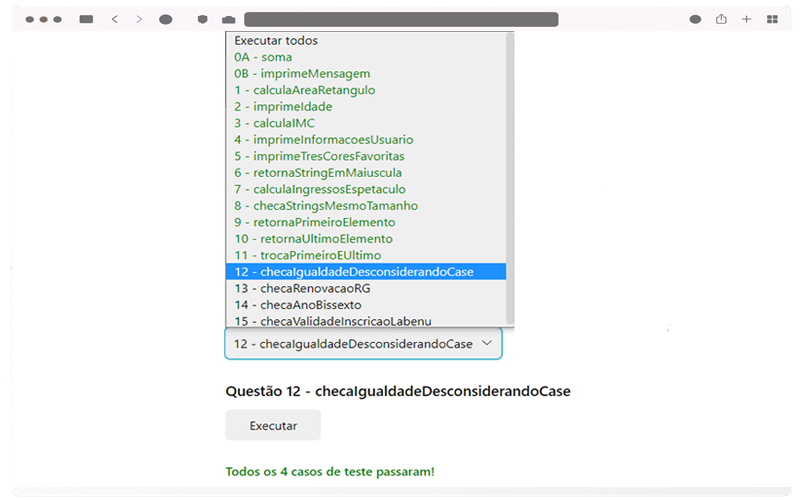 Executar todos
0A - soma
0B - imprimeMensagem
1 - calculaAreaRetangulo
2 - imprimeIdade
3 - calculaIMC
4 - imprimeInformacoesUsuario
5 - imprimeTresCoresFavoritas
6 - retornaStringEmMaiuscula
7 - calculaIngressosEspetaculo
8 - checaStringsMesmoTamanho
9 - retornaPrimeiroElemento
10 - retornaUltimoElemento
11 - trocaPrimeiroEUltimo
12 - checaIgualdadeDesconsiderandoCase
13 - checaRenovacaoRG
14 - checaAnoBissexto
15 - checaValidadeInscricaoLabenu
12 - checaIgualdadeDesconsiderandoCase
Questão 12 - checaIgualdadeDesconsiderandoCase
Executar
Todos os 4 casos de teste passaram!